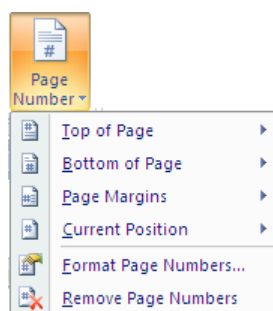 Page
Number
Top of Page
Bottom of Page
Page Margins
Current Position
Format Page Numbers...
Remove Page Numbers